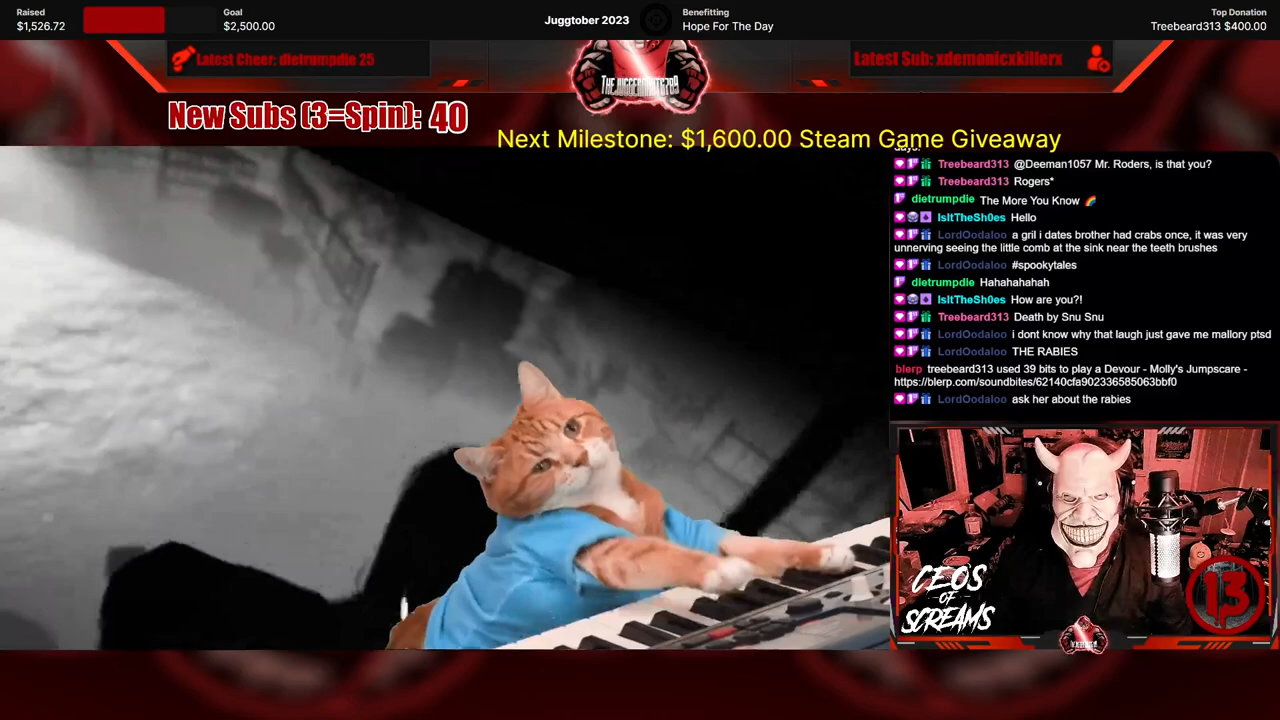 Raised
$1,526.72
Goal
$2,500.00
Juggtober 2023
Benefitting
Hope For The Day
Top Donation
Treebeard313 $400.00
Latest Cheer: dietrumpdie 25
THEJUGGERNAUT6789
Latest Sub: xdemonicxkillerx
New Subs (3=Spin): 40
Next Milestone: $1,600.00 Steam Game Giveaway
days.
Treebeard313 @Deeman1057 Mr. Roders, is that you?
Treebeard313 Rogers*
dietrumpdie The More You Know 🌈
IsItTheSh0es Hello
LordOodaloo a gril i dates brother had crabs once, it was very
unnerving seeing the little comb at the sink near the teeth brushes
LordOodaloo #spookytales
dietrumpdie Hahahahahah
IsItTheSh0es How are you?!
Treebeard313 Death by Snu Snu
LordOodaloo i dont know why that laugh just gave me mallory ptsd
LordOodaloo THE RABIES
blerp treebeard313 used 39 bits to play a Devour - Molly's Jumpscare -
https://blerp.com/soundbites/62140cfa902336585063bbf0
LordOodaloo ask her about the rabies
CEOS
OF
SCREAMS
13